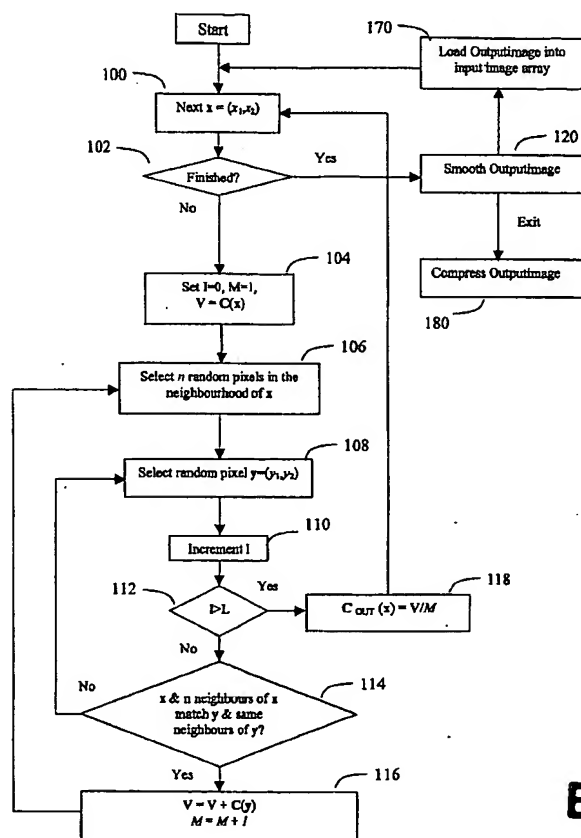 Start
170
Load Outputimage into
input image array
100
Next x = (x₁,x₂)
102
Finished?
Yes
120
Smooth Outputimage
No
Exit
104
Set I=0, M=1,
V = C(x)
Compress Outputimage
180
106
Select n random pixels in the
neighbourhood of x
108
Select random pixel y=(y₁,y₂)
110
Increment I
112
I>L
Yes
118
C OUT (x) = V/M
No
No
114
x & n neighbours of x
match y & same
neighbours of y?
Yes
116
V = V + C(y)
M = M + I